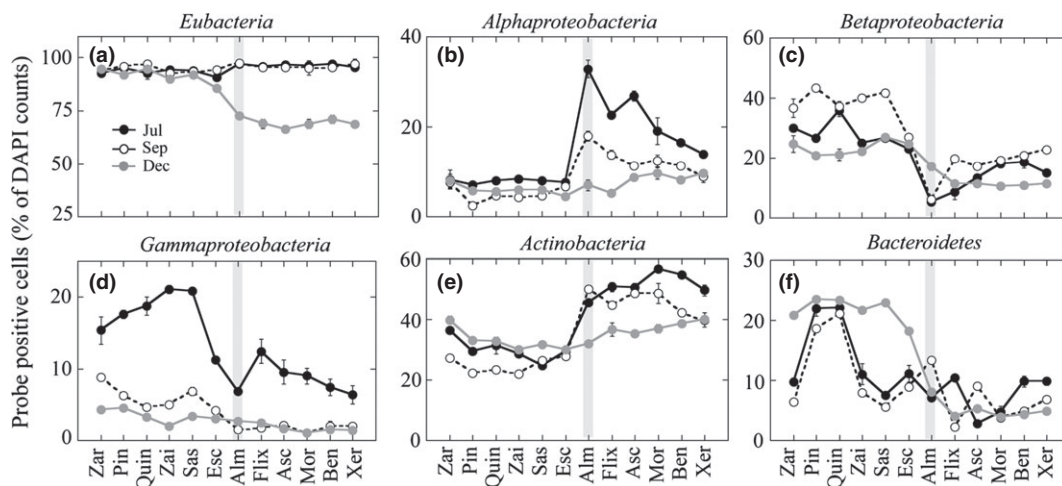 Probe positive cells (% of DAPI counts)
Eubacteria
(a)
100
75
50
25
Jul
Sep
Dec
Alphaproteobacteria
(b)
40
20
0
Betaproteobacteria
(c)
60
40
20
0
Gammaproteobacteria
(d)
20
10
0
Zar Pin Quin Zai Sas Esc Alm Flix Asc Mor Ben Xer
Actinobacteria
(e)
60
40
20
0
Zar Pin Quin Zai Sas Esc Alm Flix Asc Mor Ben Xer
Bacteroidetes
(f)
30
20
10
0
Zar Pin Quin Zai Sas Esc Alm Flix Asc Mor Ben Xer